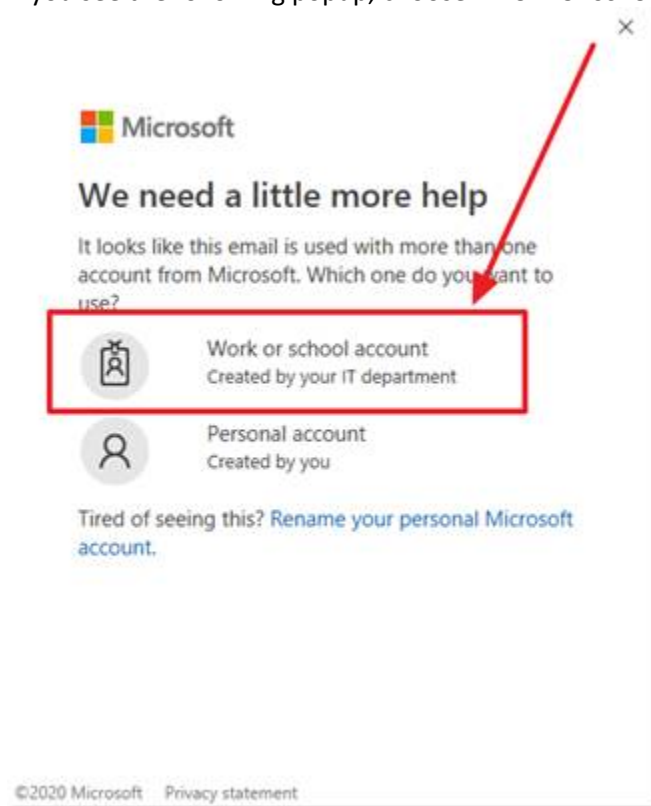 Microsoft
We need a little more help
It looks like this email is used with more than one
account from Microsoft. Which one do you want to
use?
Work or school account
Created by your IT department
Personal account
Created by you
Tired of seeing this? Rename your personal Microsoft
account.
©2020 Microsoft Privacy statement